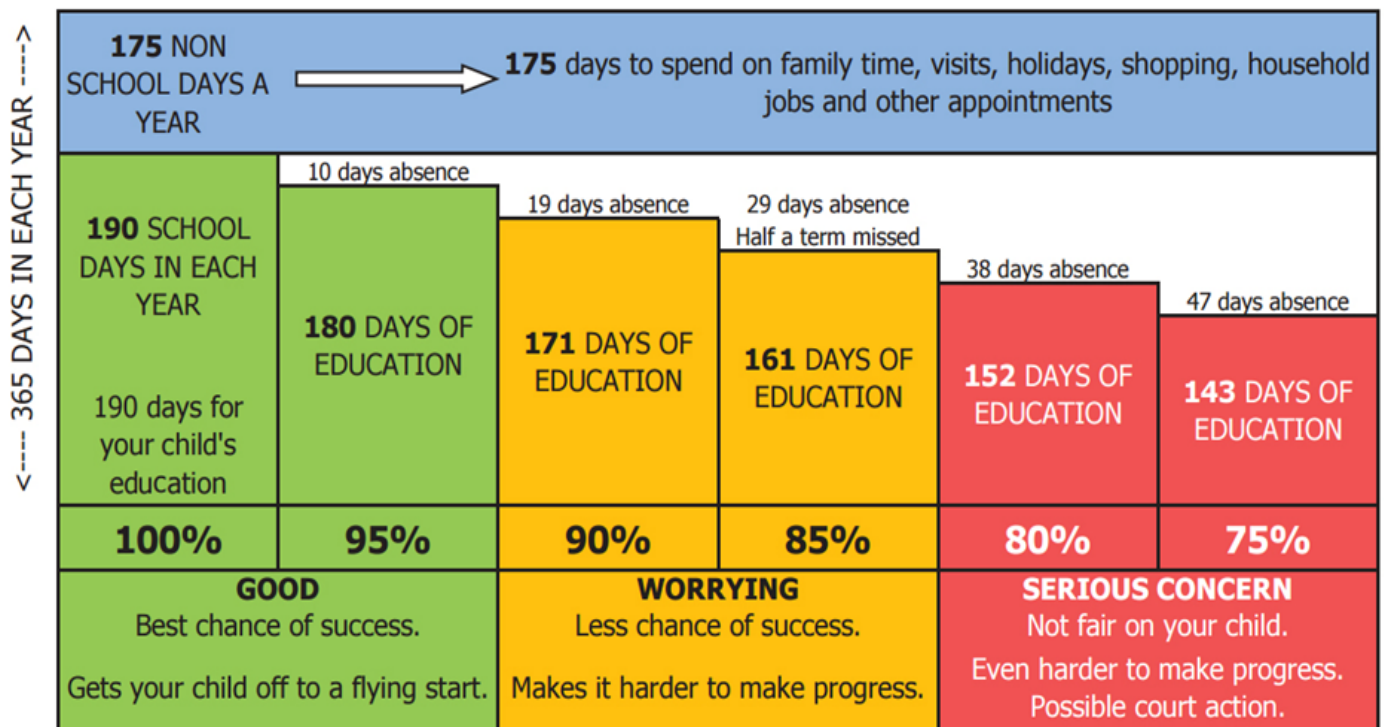 <---- 365 DAYS IN EACH YEAR ---->
175 NON
SCHOOL DAYS A
YEAR
175 days to spend on family time, visits, holidays, shopping, household
jobs and other appointments
190 SCHOOL
DAYS IN EACH
YEAR
190 days for
your child's
education
10 days absence
180 DAYS OF
EDUCATION
19 days absence
171 DAYS OF
EDUCATION
29 days absence
Half a term missed
161 DAYS OF
EDUCATION
38 days absence
152 DAYS OF
EDUCATION
47 days absence
143 DAYS OF
EDUCATION
100%
95%
90%
85%
80%
75%
GOOD
Best chance of success.
Gets your child off to a flying start.
WORRYING
Less chance of success.
Makes it harder to make progress.
SERIOUS CONCERN
Not fair on your child.
Even harder to make progress.
Possible court action.